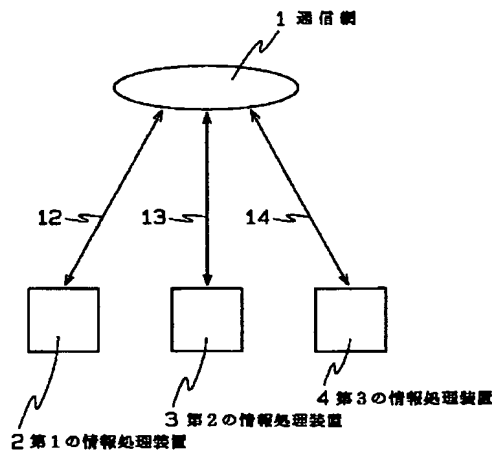 1 通信網
12
13
14
4 第3の情報処理装置
3 第2の情報処理装置
2 第1の情報処理装置